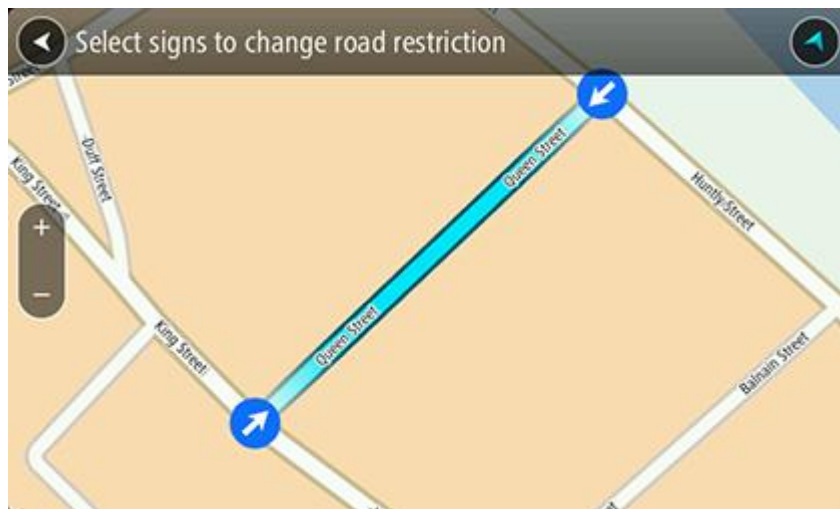 Select signs to change road restriction
Queen Street
Duff Street
King Street
Huntly Street
+
−
Queen Street
King Street
Balnain Street